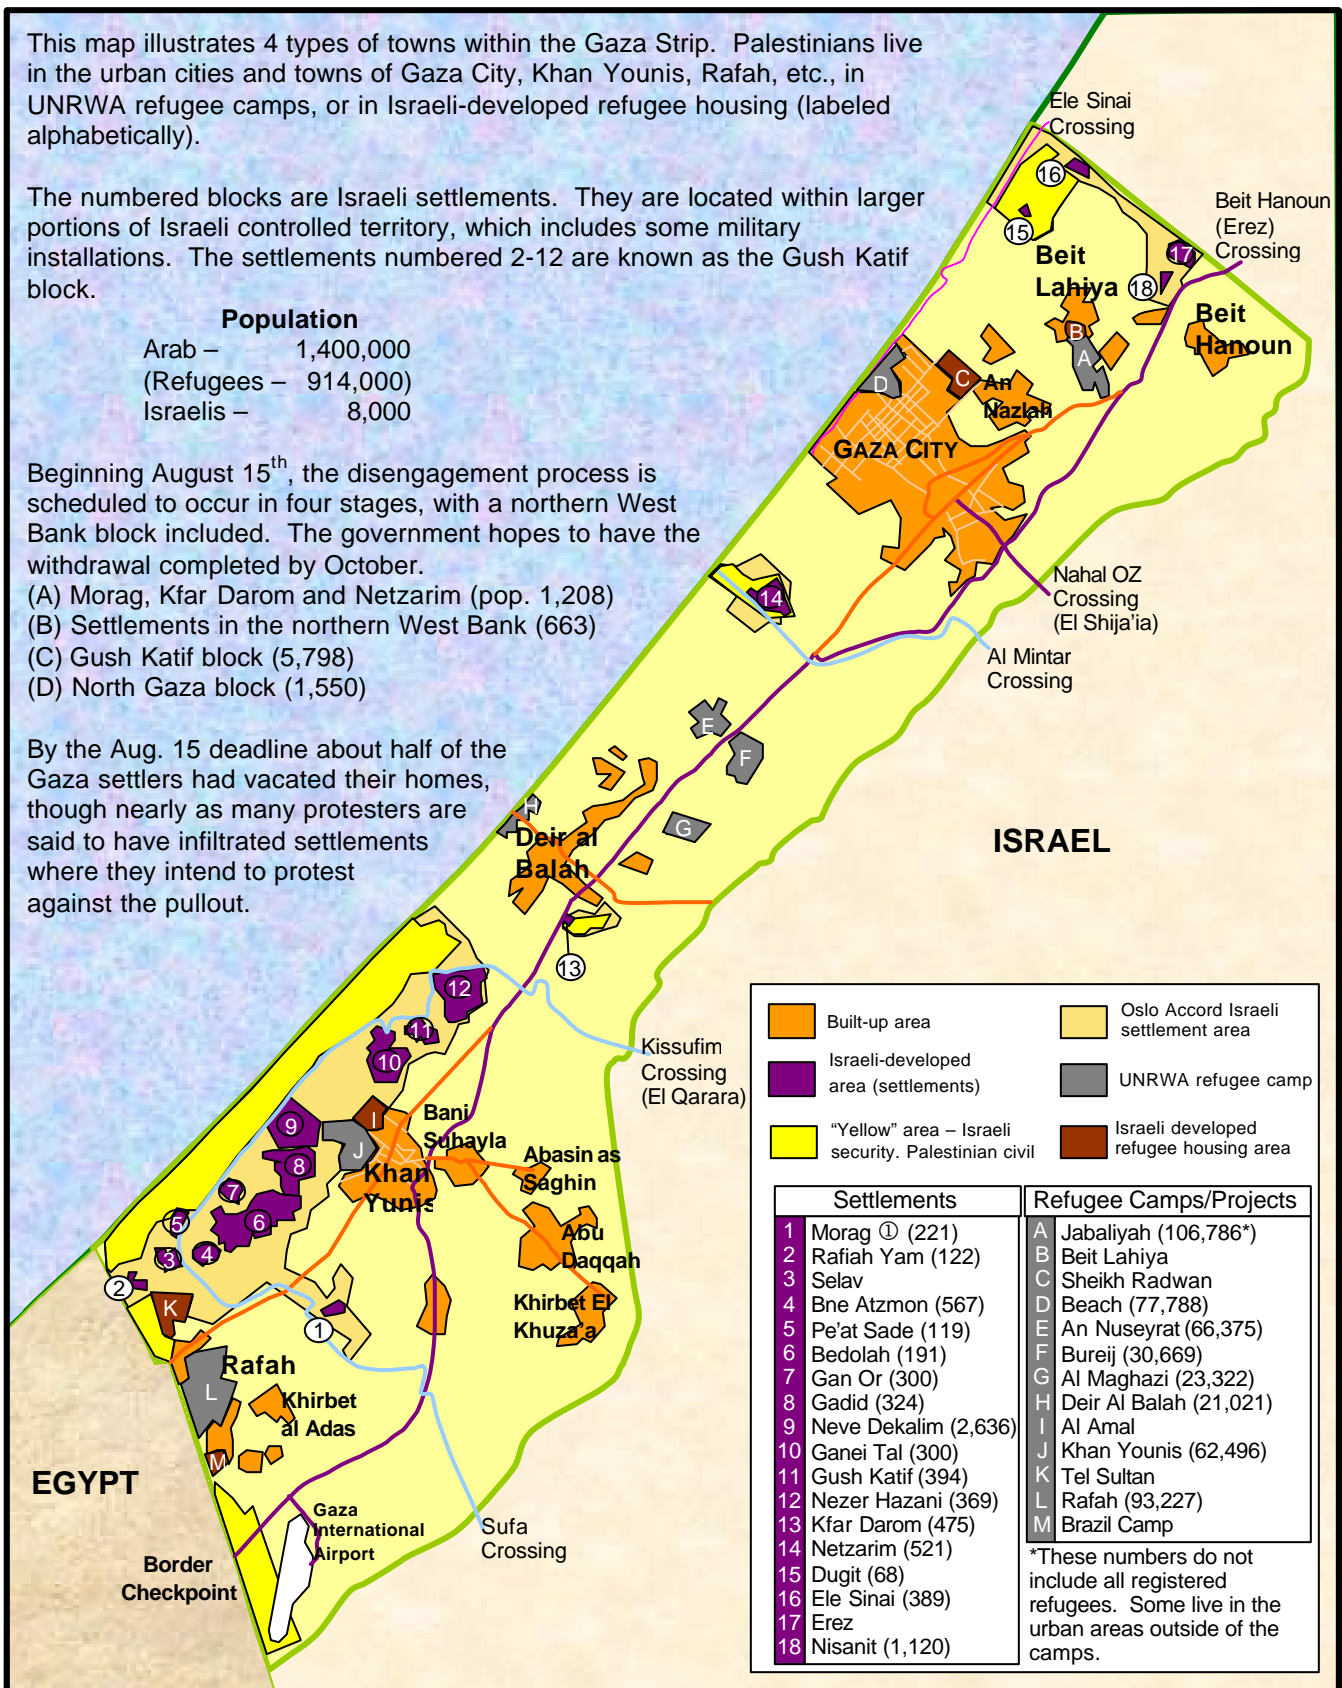 This map illustrates 4 types of towns within the Gaza Strip.  Palestinians live
in the urban cities and towns of Gaza City, Khan Younis, Rafah, etc., in
UNRWA refugee camps, or in Israeli-developed refugee housing (labeled
alphabetically).
The numbered blocks are Israeli settlements.  They are located within larger
portions of Israeli controlled territory, which includes some military
installations.  The settlements numbered 2-12 are known as the Gush Katif
block.
Population
Arab – 1,400,000
(Refugees – 914,000)
Israelis – 8,000
Beginning August 15th, the disengagement process is
scheduled to occur in four stages, with a northern West
Bank block included.  The government hopes to have the
withdrawal completed by October.
(A) Morag, Kfar Darom and Netzarim (pop. 1,208)
(B) Settlements in the northern West Bank (663)
(C) Gush Katif block (5,798)
(D) North Gaza block (1,550)
By the Aug. 15 deadline about half of the
Gaza settlers had vacated their homes,
though nearly as many protesters are
said to have infiltrated settlements
where they intend to protest
against the pullout.
Ele Sinai
Crossing
16
15
Beit Hanoun
(Erez)
Crossing
17
18
Beit
Lahiya
Beit
Hanoun
B
A
D
C
An
Nazlah
GAZA CITY
Nahal OZ
Crossing
(El Shija'ia)
14
Al Mintar
Crossing
E
F
G
H
Deir al
Balah
ISRAEL
13
12
11
10
Kissufim
Crossing
(El Qarara)
9
I
J
Bani
Suhayla
8
Khan
Yunis
Abasin as
Saghin
7
6
5
4
3
2
Abu
Daqqah
K
1
Khirbet El
Khuza'a
Rafah
L
Khirbet
al Adas
M
EGYPT
Gaza
International
Airport
Sufa
Crossing
Border
Checkpoint
Built-up area
Oslo Accord Israeli
settlement area
Israeli-developed
area (settlements)
UNRWA refugee camp
“Yellow” area – Israeli
security. Palestinian civil
Israeli developed
refugee housing area
Settlements
1 Morag ① (221)
2 Rafiah Yam (122)
3 Selav
4 Bne Atzmon (567)
5 Pe'at Sade (119)
6 Bedolah (191)
7 Gan Or (300)
8 Gadid (324)
9 Neve Dekalim (2,636)
10 Ganei Tal (300)
11 Gush Katif (394)
12 Nezer Hazani (369)
13 Kfar Darom (475)
14 Netzarim (521)
15 Dugit (68)
16 Ele Sinai (389)
17 Erez
18 Nisanit (1,120)
Refugee Camps/Projects
A Jabaliyah (106,786*)
B Beit Lahiya
C Sheikh Radwan
D Beach (77,788)
E An Nuseyrat (66,375)
F Bureij (30,669)
G Al Maghazi (23,322)
H Deir Al Balah (21,021)
I Al Amal
J Khan Younis (62,496)
K Tel Sultan
L Rafah (93,227)
M Brazil Camp
*These numbers do not
include all registered
refugees.  Some live in the
urban areas outside of the
camps.